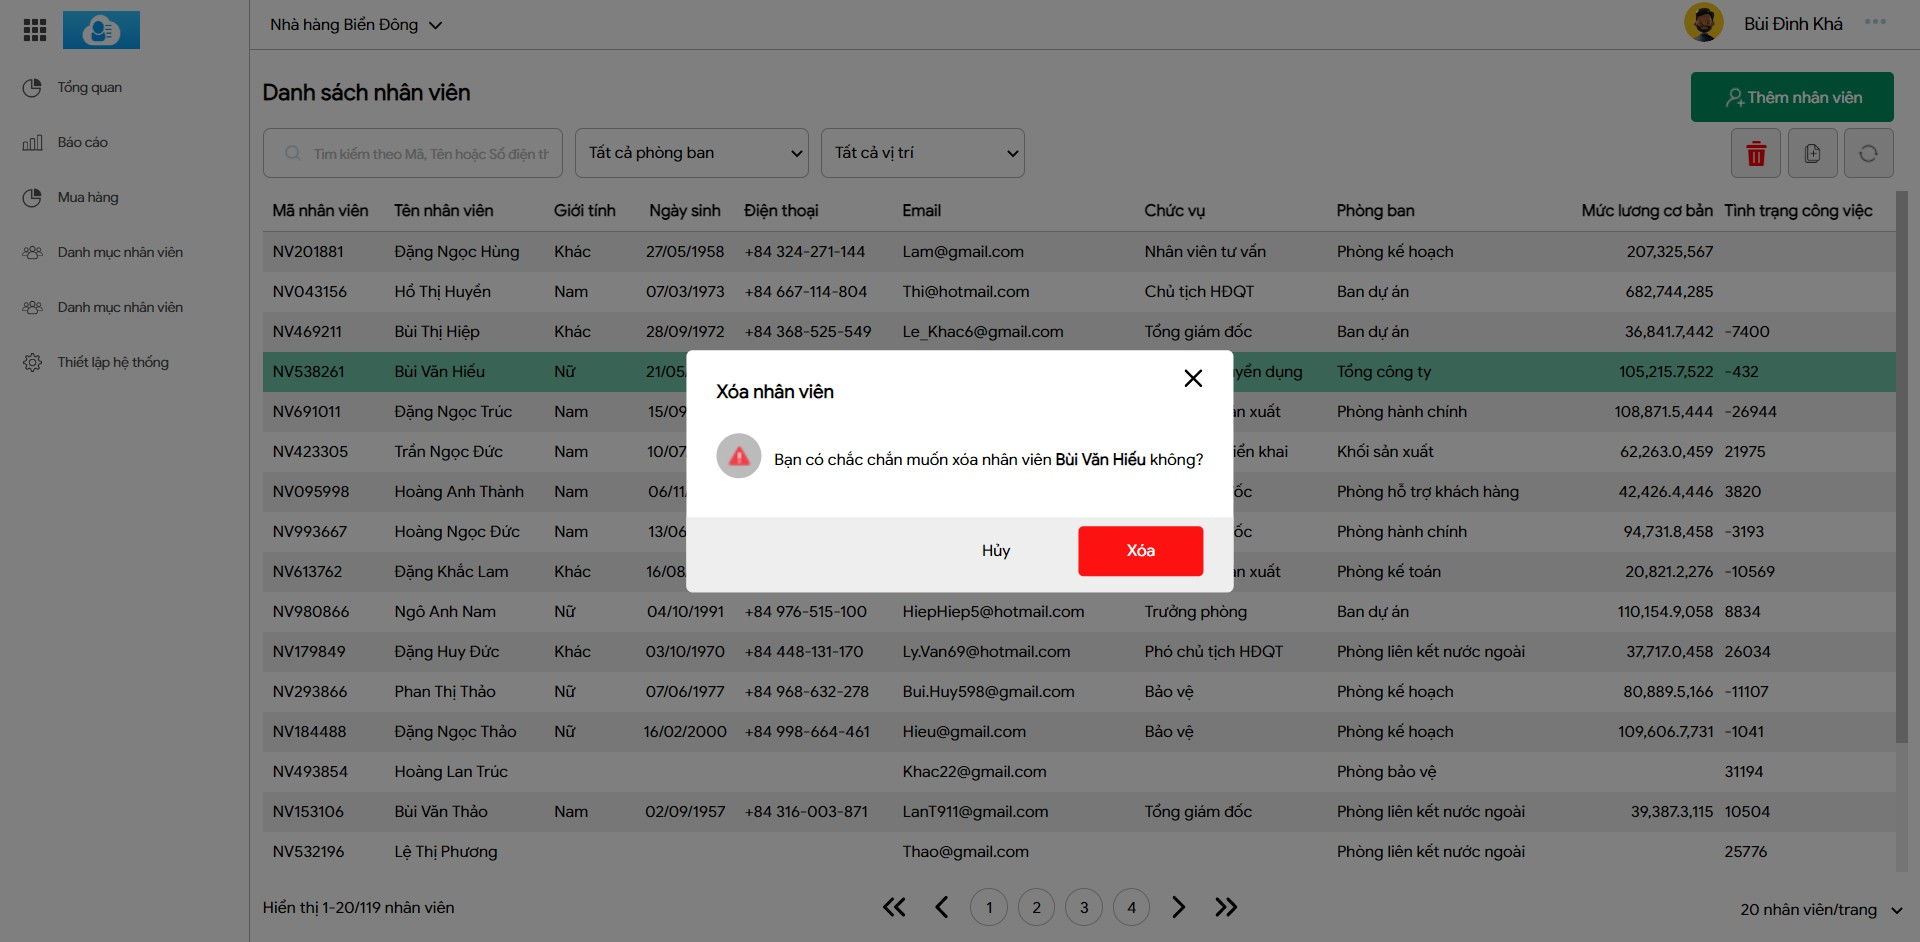 Nhà hàng Biển Đông
Bùi Đình Khá
Tổng quan
Báo cáo
Mua hàng
Danh mục nhân viên
Danh mục nhân viên
Thiết lập hệ thống
Danh sách nhân viên
Thêm nhân viên
Tìm kiếm theo Mã, Tên hoặc Số điện th
Tất cả phòng ban
Tất cả vị trí
Mã nhân viên Tên nhân viên Giới tính Ngày sinh Điện thoại Email Chức vụ Phòng ban Mức lương cơ bản Tình trạng công việc
NV201881 Đặng Ngọc Hùng Khác 27/05/1958 +84 324-271-144 Lam@gmail.com Nhân viên tư vấn Phòng kế hoạch 207,325,567
NV043156 Hồ Thị Huyền Nam 07/03/1973 +84 667-114-804 Thi@hotmail.com Chủ tịch HĐQT Ban dự án 682,744,285
NV469211 Bùi Thị Hiệp Khác 28/09/1972 +84 368-525-549 Le_Khac6@gmail.com Tổng giám đốc Ban dự án 36,841.7,442 -7400
NV538261 Bùi Văn Hiếu Nữ 21/05 yển dụng Tổng công ty 105,215.7,522 -432
NV691011 Đặng Ngọc Trúc Nam 15/09 n xuất Phòng hành chính 108,871.5,444 -26944
NV423305 Trần Ngọc Đức Nam 10/07 iển khai Khối sản xuất 62,263.0,459 21975
NV095998 Hoàng Anh Thành Nam 06/11 ốc Phòng hỗ trợ khách hàng 42,426.4,446 3820
NV993667 Hoàng Ngọc Đức Nam 13/06 ốc Phòng hành chính 94,731.8,458 -3193
NV613762 Đặng Khắc Lam Khác 16/08 n xuất Phòng kế toán 20,821.2,276 -10569
NV980866 Ngô Anh Nam Nữ 04/10/1991 +84 976-515-100 HiepHiep5@hotmail.com Trưởng phòng Ban dự án 110,154.9,058 8834
NV179849 Đặng Huy Đức Khác 03/10/1970 +84 448-131-170 Ly.Van69@hotmail.com Phó chủ tịch HĐQT Phòng liên kết nước ngoài 37,717.0,458 26034
NV293866 Phan Thị Thảo Nữ 07/06/1977 +84 968-632-278 Bui.Huy598@gmail.com Bảo vệ Phòng kế hoạch 80,889.5,166 -11107
NV184488 Đặng Ngọc Thảo Nữ 16/02/2000 +84 998-664-461 Hieu@gmail.com Bảo vệ Phòng kế hoạch 109,606.7,731 -1041
NV493854 Hoàng Lan Trúc Khac22@gmail.com Phòng bảo vệ 31194
NV153106 Bùi Văn Thảo Nam 02/09/1957 +84 316-003-871 LanT911@gmail.com Tổng giám đốc Phòng liên kết nước ngoài 39,387.3,115 10504
NV532196 Lệ Thị Phương Thao@gmail.com Phòng liên kết nước ngoài 25776
Xóa nhân viên
Bạn có chắc chắn muốn xóa nhân viên Bùi Văn Hiếu không?
Hủy
Xóa
Hiển thị 1-20/119 nhân viên
1 2 3 4
20 nhân viên/trang